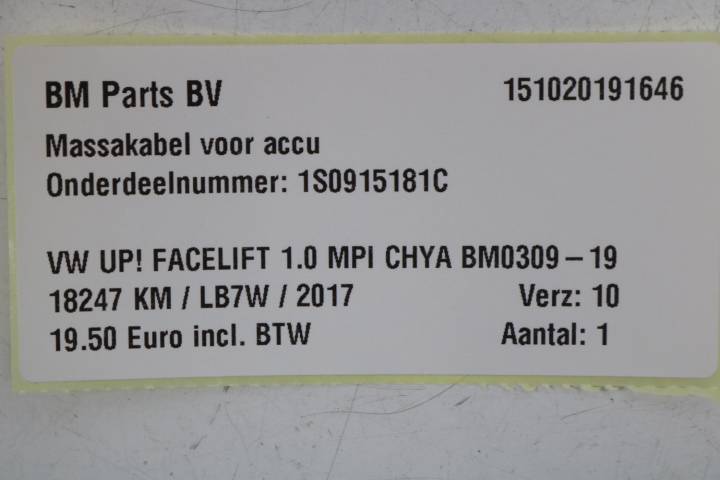 BM Parts BV 151020191646
Massakabel voor accu
Onderdeelnummer: 1S0915181C
VW UP! FACELIFT 1.0 MPI CHYA BM0309 – 19
18247 KM / LB7W / 2017 Verz: 10
19.50 Euro incl. BTW Aantal: 1